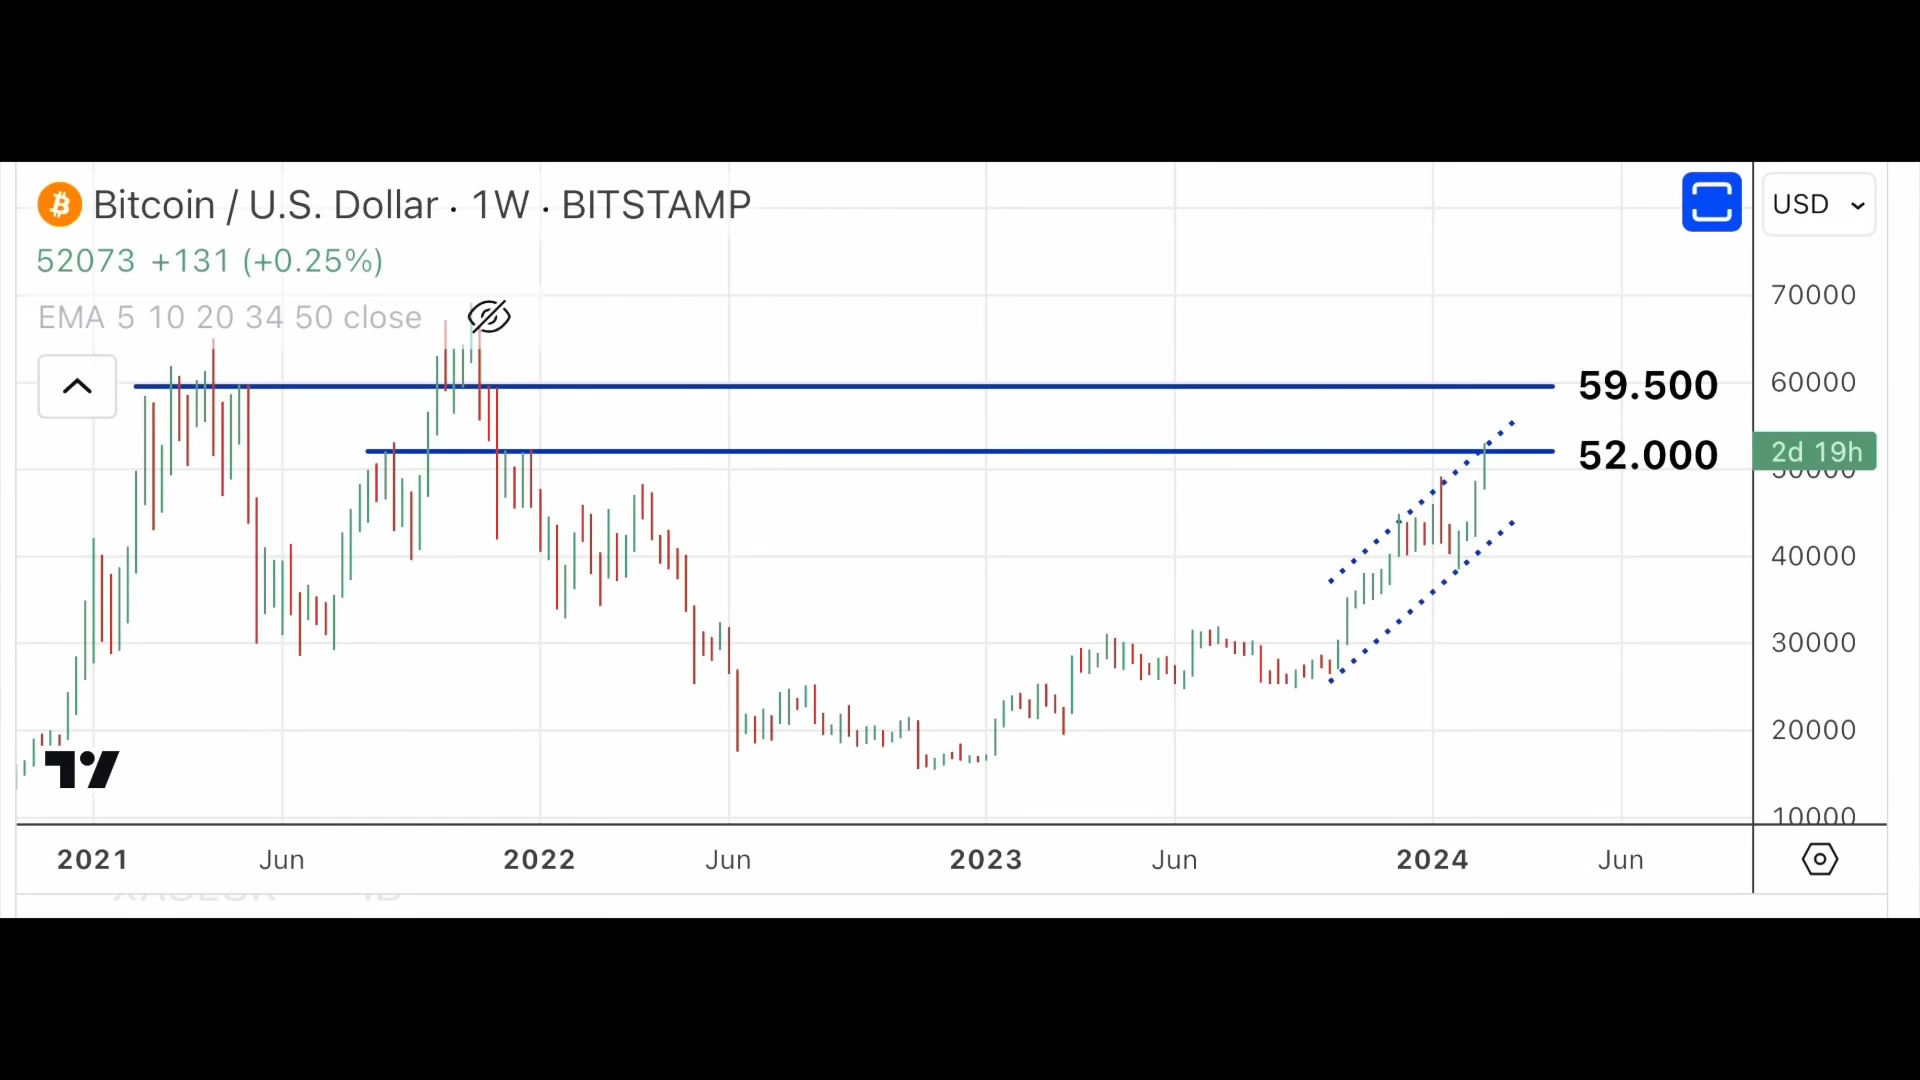 Bitcoin / U.S. Dollar · 1W · BITSTAMP
USD
52073 +131 (+0.25%)
EMA 5 10 20 34 50 close
70000
59.500
60000
52.000
2d 19h
50000
40000
30000
20000
10000
2021 Jun 2022 Jun 2023 Jun 2024 Jun